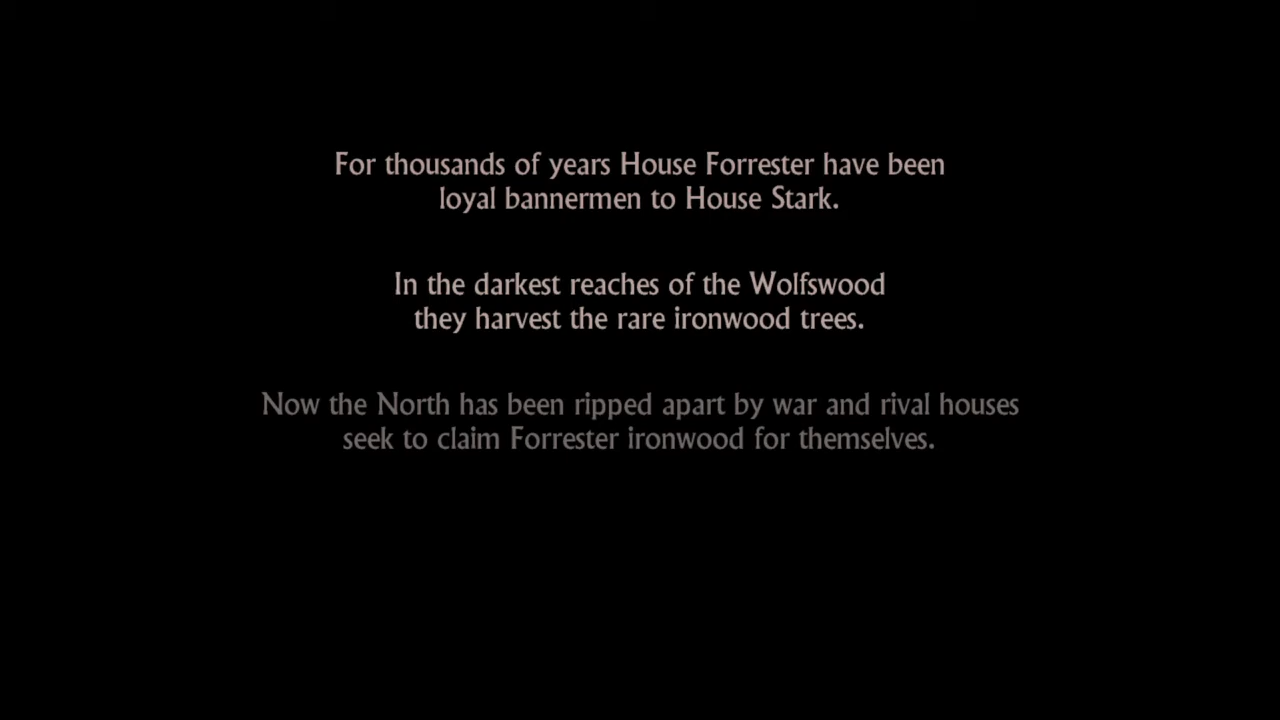 For thousands of years House Forrester have been
loyal bannermen to House Stark.
In the darkest reaches of the Wolfswood
they harvest the rare ironwood trees.
Now the North has been ripped apart by war and rival houses
seek to claim Forrester ironwood for themselves.